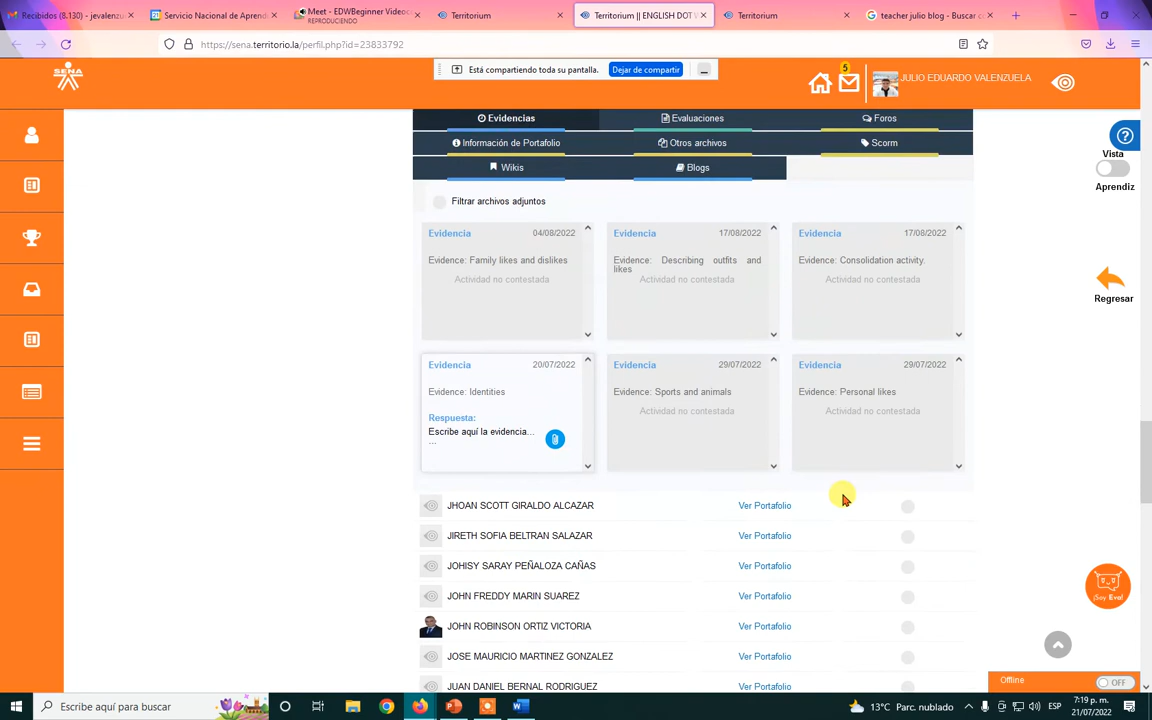 Recibidos (8.130) - jevalenzu
Servicio Nacional de Aprend
Meet - EDWBeginner Videoc
REPRODUCIENDO
Territorium
Territorium || ENGLISH DOT
Territorium
teacher julio blog - Buscar c
https://sena.territorio.la/perfil.php?id=23833792
Está compartiendo toda su pantalla.
Dejar de compartir
SENA
5
JULIO EDUARDO VALENZUELA
Evidencias
Evaluaciones
Foros
Información de Portafolio
Otros archivos
Scorm
Wikis
Blogs
Vista
Aprendiz
Filtrar archivos adjuntos
Evidencia 04/08/2022
Evidence: Family likes and dislikes
Actividad no contestada
Evidencia 17/08/2022
Evidence: Describing outfits and
likes
Actividad no contestada
Evidencia 17/08/2022
Evidence: Consolidation activity.
Actividad no contestada
Regresar
Evidencia 20/07/2022
Evidence: Identities
Respuesta:
Escribe aquí la evidencia...
...
Evidencia 29/07/2022
Evidence: Sports and animals
Actividad no contestada
Evidencia 29/07/2022
Evidence: Personal likes
Actividad no contestada
JHOAN SCOTT GIRALDO ALCAZAR Ver Portafolio
JIRETH SOFIA BELTRAN SALAZAR Ver Portafolio
JOHISY SARAY PEÑALOZA CAÑAS Ver Portafolio
JOHN FREDDY MARIN SUAREZ Ver Portafolio
JOHN ROBINSON ORTIZ VICTORIA Ver Portafolio
JOSE MAURICIO MARTINEZ GONZALEZ Ver Portafolio
JUAN DANIEL BERNAL RODRIGUEZ Ver Portafolio
¡Soy Evo!
Offline
OFF
Escribe aquí para buscar
13°C Parc. nublado
ESP
7:19 p. m.
21/07/2022